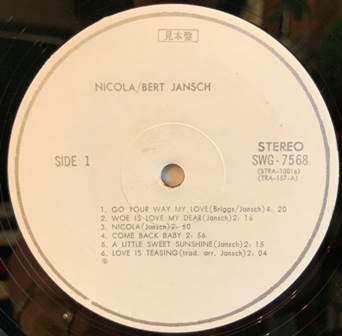 見本盤
NICOLA/BERT JANSCH
SIDE 1
STEREO
SWG-7568
(STRA-10016)
(TRA-157-A)
1. GO YOUR WAY MY LOVE(Briggs/Jansch)4: 20
2. WOE IS LOVE MY DEAR(Jansch)2: 16
3. NICOLA(Jansch)2: 50
4. COME BACK BABY 2: 56
5. A LITTLE SWEET SUNSHINE(Jansch)2: 15
6. LOVE IS TEASING(trad. arr. Jansch)2: 04